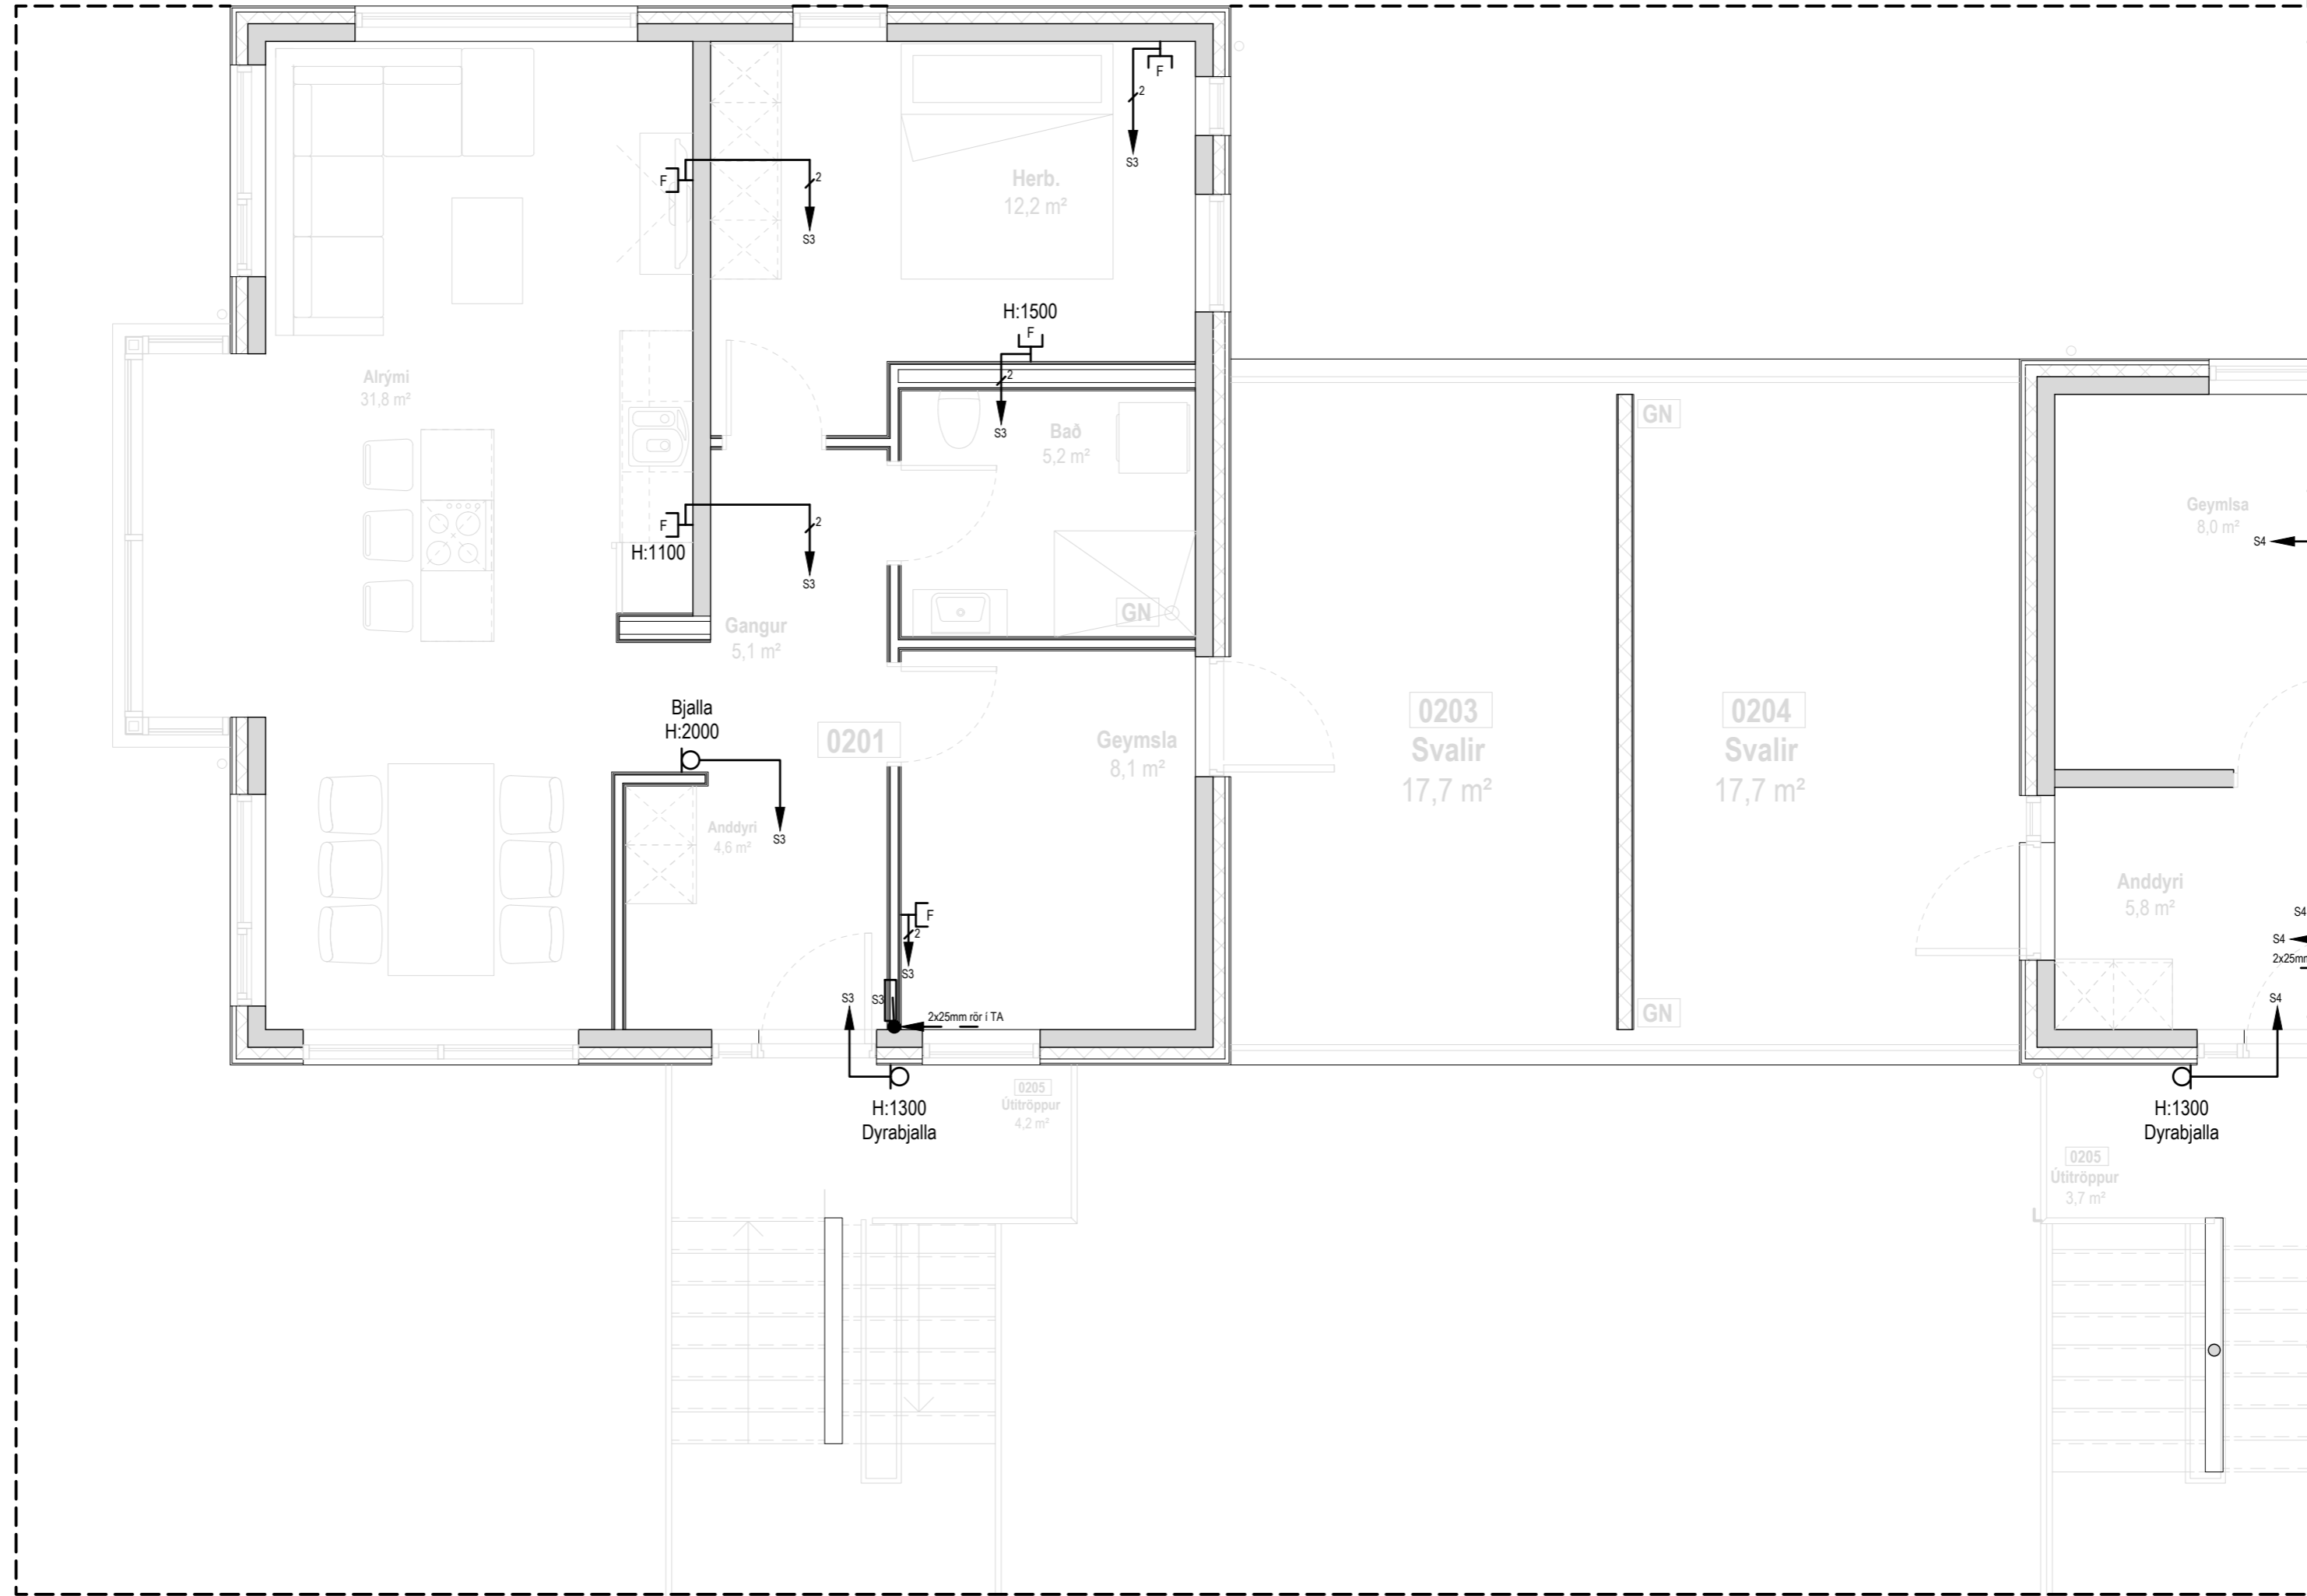 F
2
S3
Herb.
12,2 m²
F
2
S3
H:1500
F
2
S3
Alrými
31,8 m²
Bað
5,2 m²
GN
GN
Geymlsa
8,0 m²
S4
F
2
H:1100
S3
Gangur
5,1 m²
Bjalla
H:2000
0201
Geymsla
8,1 m²
0203
Svalir
17,7 m²
0204
Svalir
17,7 m²
S3
Anddyri
4,6 m²
Anddyri
5,8 m²
F
2
S3
S4
S4
2x25mm
S3
S3
2x25mm rör í TA
GN
S4
H:1300
Dyrabjalla
0205
Útitröppur
4,2 m²
H:1300
Dyrabjalla
0205
Útitröppur
3,7 m²
L